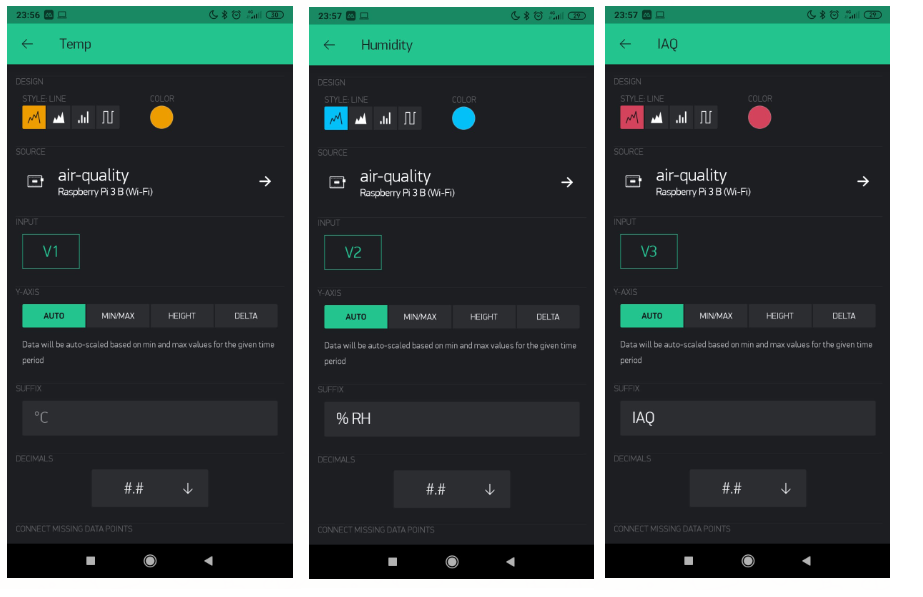 23:56
30
Temp
DESIGN
STYLE: LINE
COLOR
SOURCE
air-quality
Raspberry Pi 3 B (Wi-Fi)
INPUT
V1
Y-AXIS
AUTO
MIN/MAX
HEIGHT
DELTA
Data will be auto-scaled based on min and max values for the given time
period
SUFFIX
°C
DECIMALS
#.#
CONNECT MISSING DATA POINTS
23:57
29
Humidity
DESIGN
STYLE: LINE
COLOR
SOURCE
air-quality
Raspberry Pi 3 B (Wi-Fi)
INPUT
V2
Y-AXIS
AUTO
MIN/MAX
HEIGHT
DELTA
Data will be auto-scaled based on min and max values for the given time
period
SUFFIX
% RH
DECIMALS
#.#
CONNECT MISSING DATA POINTS
23:57
29
IAQ
DESIGN
STYLE: LINE
COLOR
SOURCE
air-quality
Raspberry Pi 3 B (Wi-Fi)
INPUT
V3
Y-AXIS
AUTO
MIN/MAX
HEIGHT
DELTA
Data will be auto-scaled based on min and max values for the given time
period
SUFFIX
IAQ
DECIMALS
#.#
CONNECT MISSING DATA POINTS